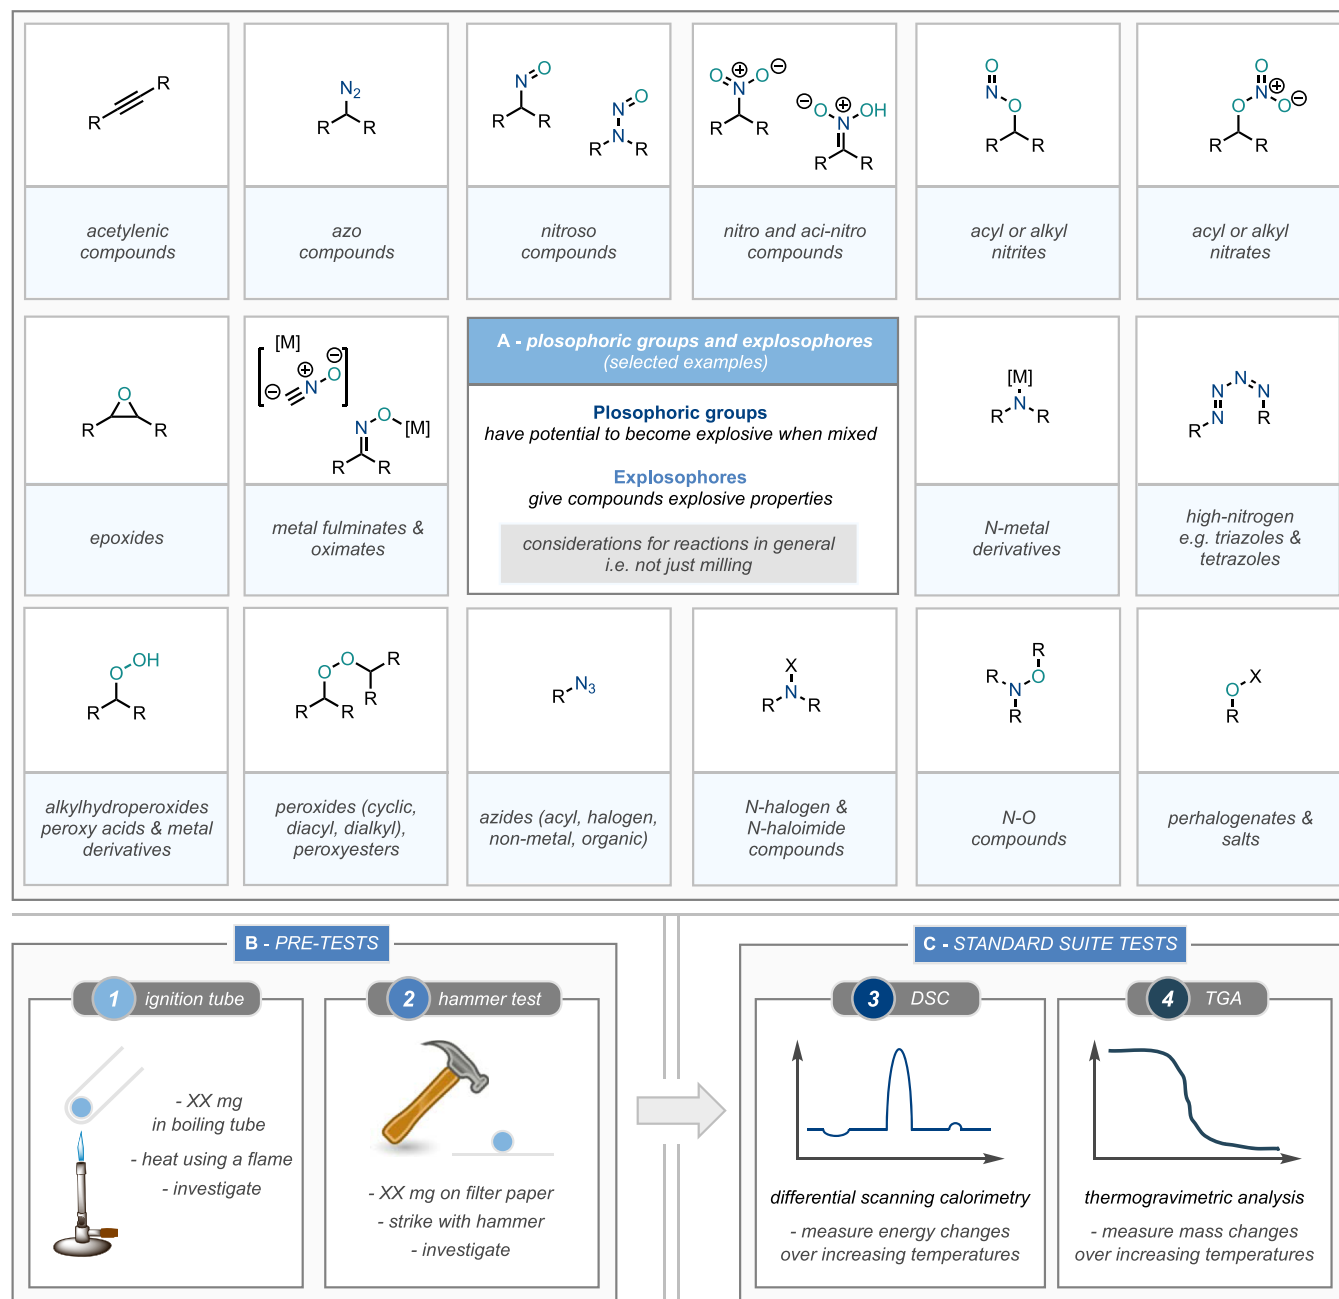 R
R
N₂
R
R
N
O
R
R
N
O
N
R
R
O
N
⊕
O
⊖
R
R
⊖
O
⊕
N
OH
R
R
O
N
O
R
R
O
N
⊕
O
O
⊖
R
R
acetylenic
compounds
azo
compounds
nitroso
compounds
nitro and aci-nitro
compounds
acyl or alkyl
nitrites
acyl or alkyl
nitrates
O
R
R
[M]
⊖
⊕
N
O
⊖
N
O
[M]
R
R
A - plosophoric groups and explosophores
(selected examples)
Plosophoric groups
have potential to become explosive when mixed
Explosophores
give compounds explosive properties
considerations for reactions in general
i.e. not just milling
[M]
N
R
R
N
N
N
N
R
R
epoxides
metal fulminates &
oximates
N-metal
derivatives
high-nitrogen
e.g. triazoles &
tetrazoles
OH
O
R
R
O
O
R
R
R
R
R
N₃
X
N
R
R
R
R
N
O
R
X
O
R
alkylhydroperoxides
peroxy acids & metal
derivatives
peroxides (cyclic,
diacyl, dialkyl),
peroxyesters
azides (acyl, halogen,
non-metal, organic)
N-halogen &
N-haloimide
compounds
N-O
compounds
perhalogenates &
salts
B - PRE-TESTS
1 ignition tube
- XX mg
in boiling tube
- heat using a flame
- investigate
2 hammer test
- XX mg on filter paper
- strike with hammer
- investigate
C - STANDARD SUITE TESTS
3 DSC
differential scanning calorimetry
- measure energy changes
over increasing temperatures
4 TGA
thermogravimetric analysis
- measure mass changes
over increasing temperatures